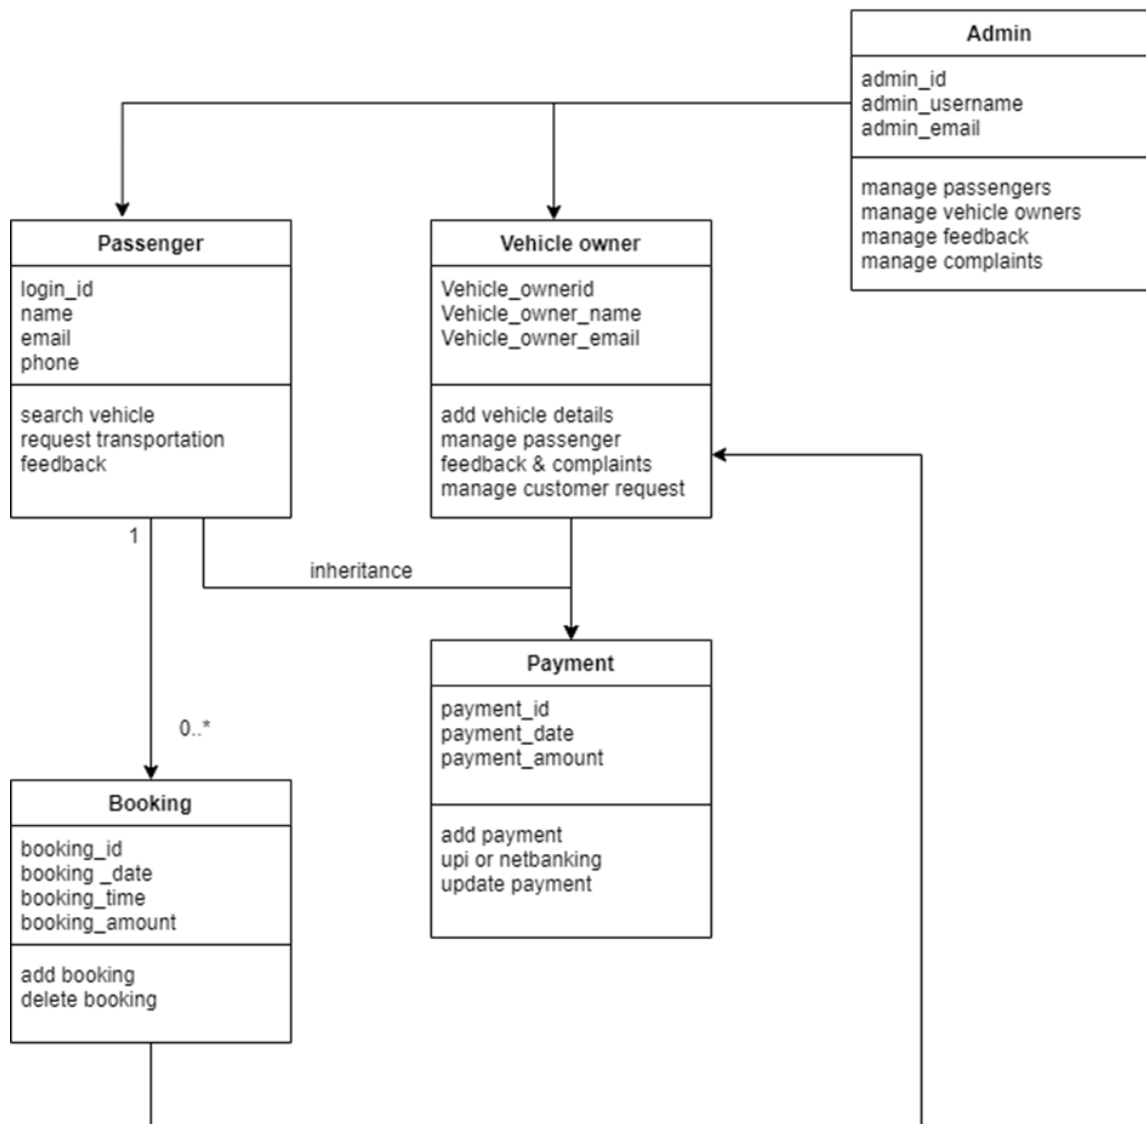 Admin
admin_id
admin_username
admin_email
manage passengers
manage vehicle owners
manage feedback
manage complaints
Passenger
login_id
name
email
phone
search vehicle
request transportation
feedback
Vehicle owner
Vehicle_ownerid
Vehicle_owner_name
Vehicle_owner_email
add vehicle details
manage passenger
feedback & complaints
manage customer request
1
inheritance
0..*
Payment
payment_id
payment_date
payment_amount
add payment
upi or netbanking
update payment
Booking
booking_id
booking _date
booking_time
booking_amount
add booking
delete booking